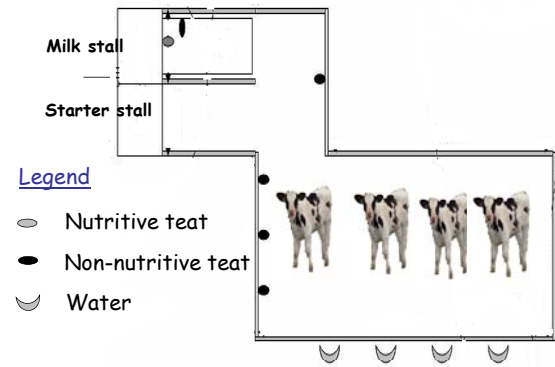 Milk stall
Starter stall
Legend
Nutritive teat
Non-nutritive teat
Water